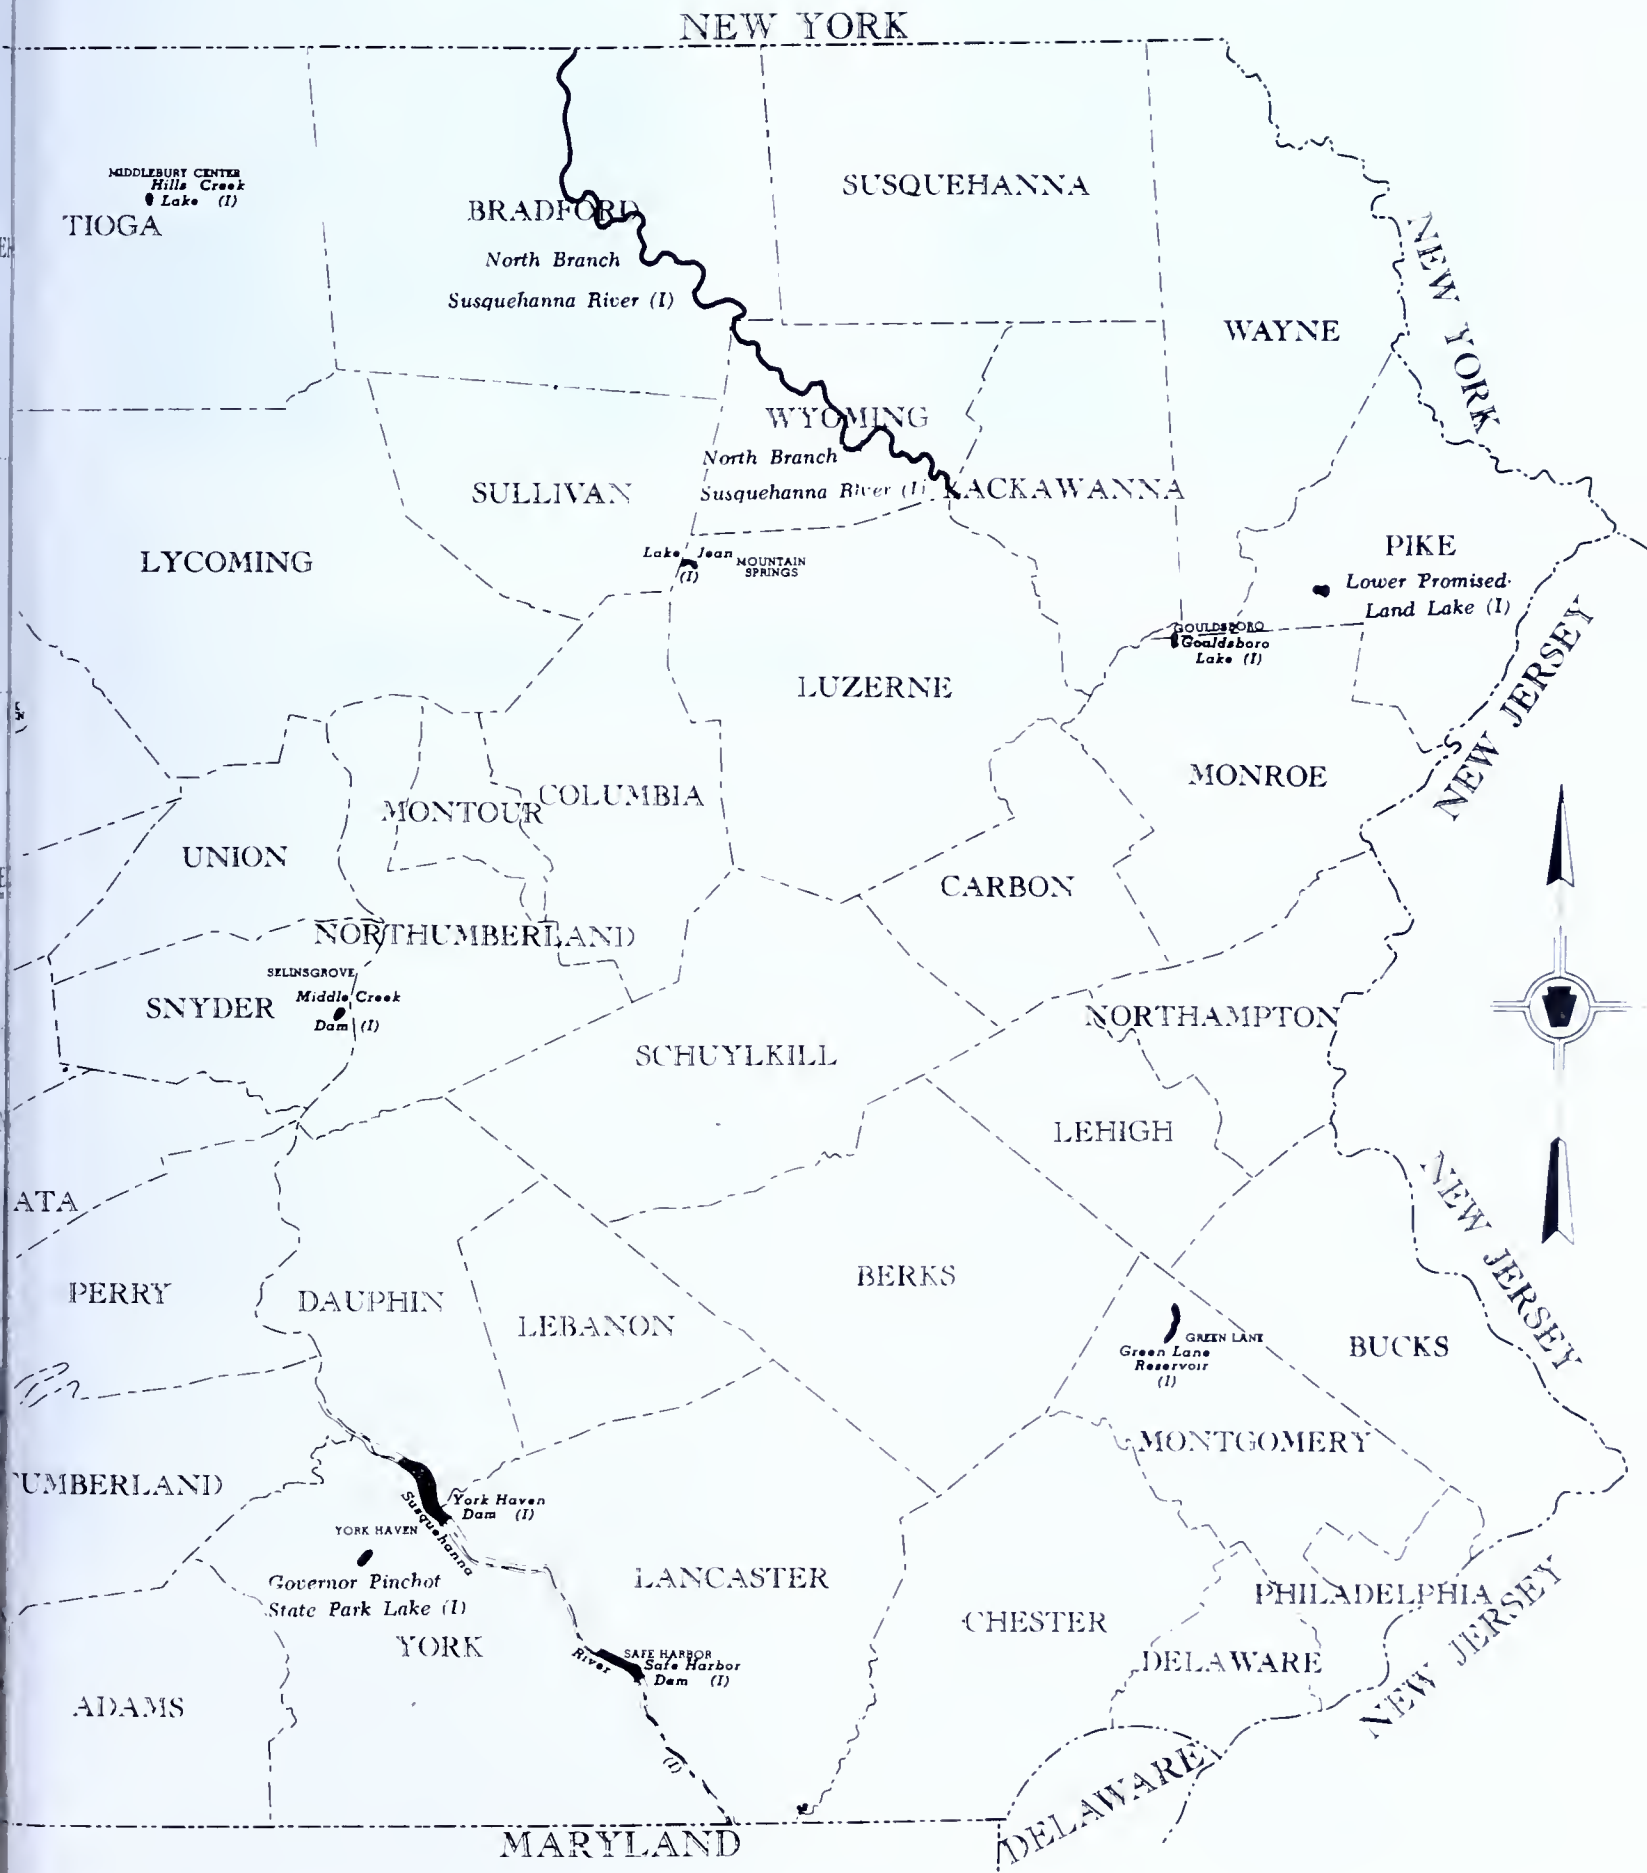 NEW YORK
MIDDLEBURY CENTER
Hills Creek
Lake (I)
TIOGA
BRADFORD
North Branch
Susquehanna River (I)
SUSQUEHANNA
NEW YORK
WAYNE
WYOMING
North Branch
Susquehanna River (I)
LACKAWANNA
SULLIVAN
LYCOMING
Lake Jean
(I)
MOUNTAIN
SPRINGS
PIKE
Lower Promised
Land Lake (I)
GOULDSBORO
Gouldsboro
Lake (I)
NEW JERSEY
LUZERNE
MONROE
COLUMBIA
MONTOUR
UNION
CARBON
NORTHUMBERLAND
SELINSGROVE
Middle Creek
Dam (I)
SNYDER
NORTHAMPTON
SCHUYLKILL
LEHIGH
NEW JERSEY
ATA
PERRY
DAUPHIN
LEBANON
BERKS
GREEN LANE
Green Lane
Reservoir
(I)
BUCKS
MONTGOMERY
UMBERLAND
York Haven
Dam (I)
YORK HAVEN
Susquehanna
Governor Pinchot
State Park Lake (I)
YORK
LANCASTER
CHESTER
PHILADELPHIA
DELAWARE
NEW JERSEY
River
SAFE HARBOR
Safe Harbor
Dam (I)
ADAMS
(I)
MARYLAND
DELAWARE